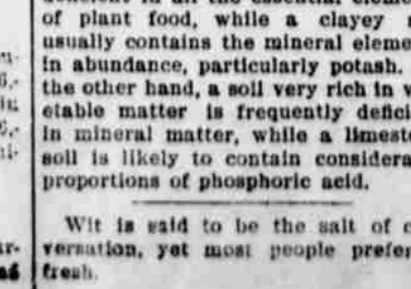 of plant food, while a clayey
usually contains the mineral eleme
in abundance, particularly potash.
the other hand, a soil very rich in v
etable matter is frequently defici
in mineral matter, while a limest
soil is likely to contain considera
proportions of phosphoric acid.
Wit is said to be the salt of c
versation, yet most people prefer
fresh.